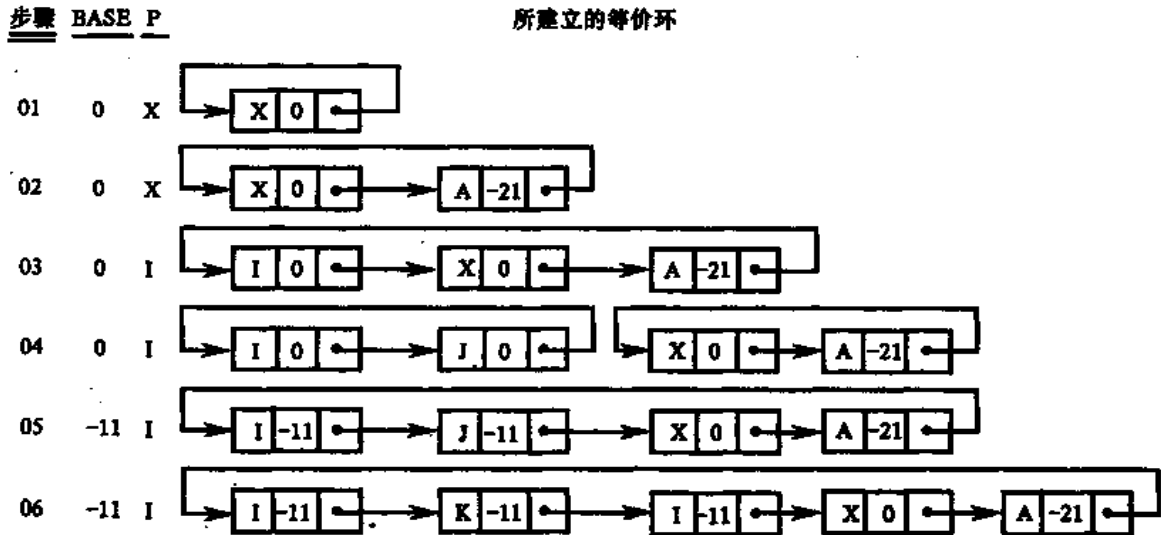 步骤 BASE P 所建立的等价环
01 0 X X 0
02 0 X X 0 A -21
03 0 I I 0 X 0 A -21
04 0 I I 0 J 0 X 0 A -21
05 -11 I I -11 J -11 X 0 A -21
06 -11 I I -11 K -11 I -11 X 0 A -21